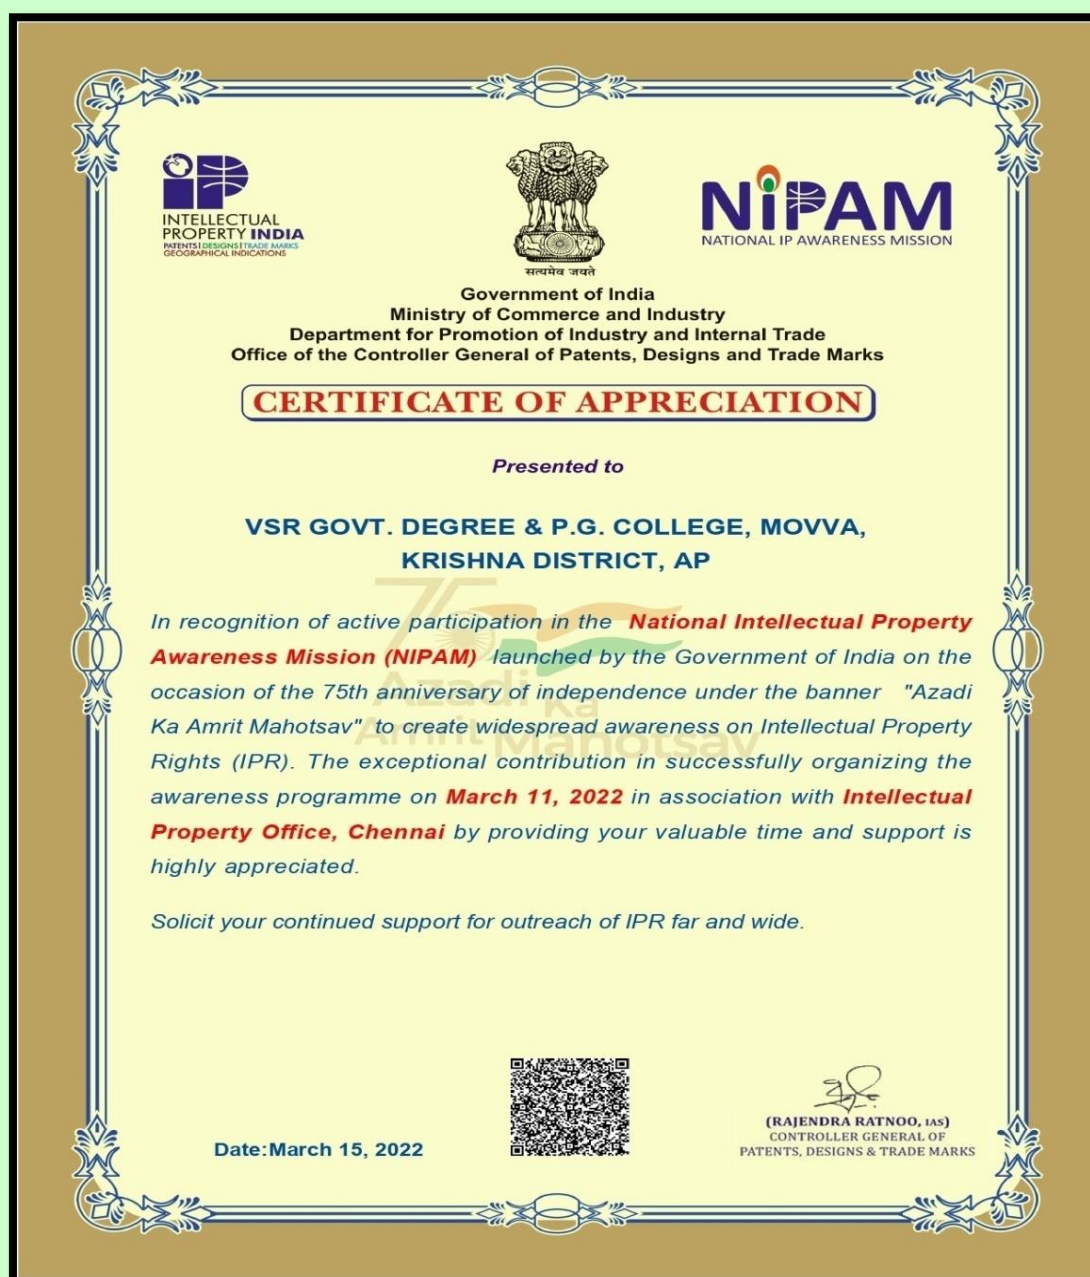 INTELLECTUAL
PROPERTY INDIA
PATENTS | DESIGNS | TRADE MARKS
GEOGRAPHICAL INDICATIONS
सत्यमेव जयते
NiPAM
NATIONAL IP AWARENESS MISSION
Government of India
Ministry of Commerce and Industry
Department for Promotion of Industry and Internal Trade
Office of the Controller General of Patents, Designs and Trade Marks
CERTIFICATE OF APPRECIATION
Presented to
VSR GOVT. DEGREE & P.G. COLLEGE, MOVVA,
KRISHNA DISTRICT, AP
In recognition of active participation in the National Intellectual Property
Awareness Mission (NIPAM) launched by the Government of India on the
occasion of the 75th anniversary of independence under the banner "Azadi
Ka Amrit Mahotsav" to create widespread awareness on Intellectual Property
Rights (IPR). The exceptional contribution in successfully organizing the
awareness programme on March 11, 2022 in association with Intellectual
Property Office, Chennai by providing your valuable time and support is
highly appreciated.
75
Azadi Ka
Amrit Mahotsav
Solicit your continued support for outreach of IPR far and wide.
Date:March 15, 2022
(RAJENDRA RATNOO, IAS)
CONTROLLER GENERAL OF
PATENTS, DESIGNS & TRADE MARKS